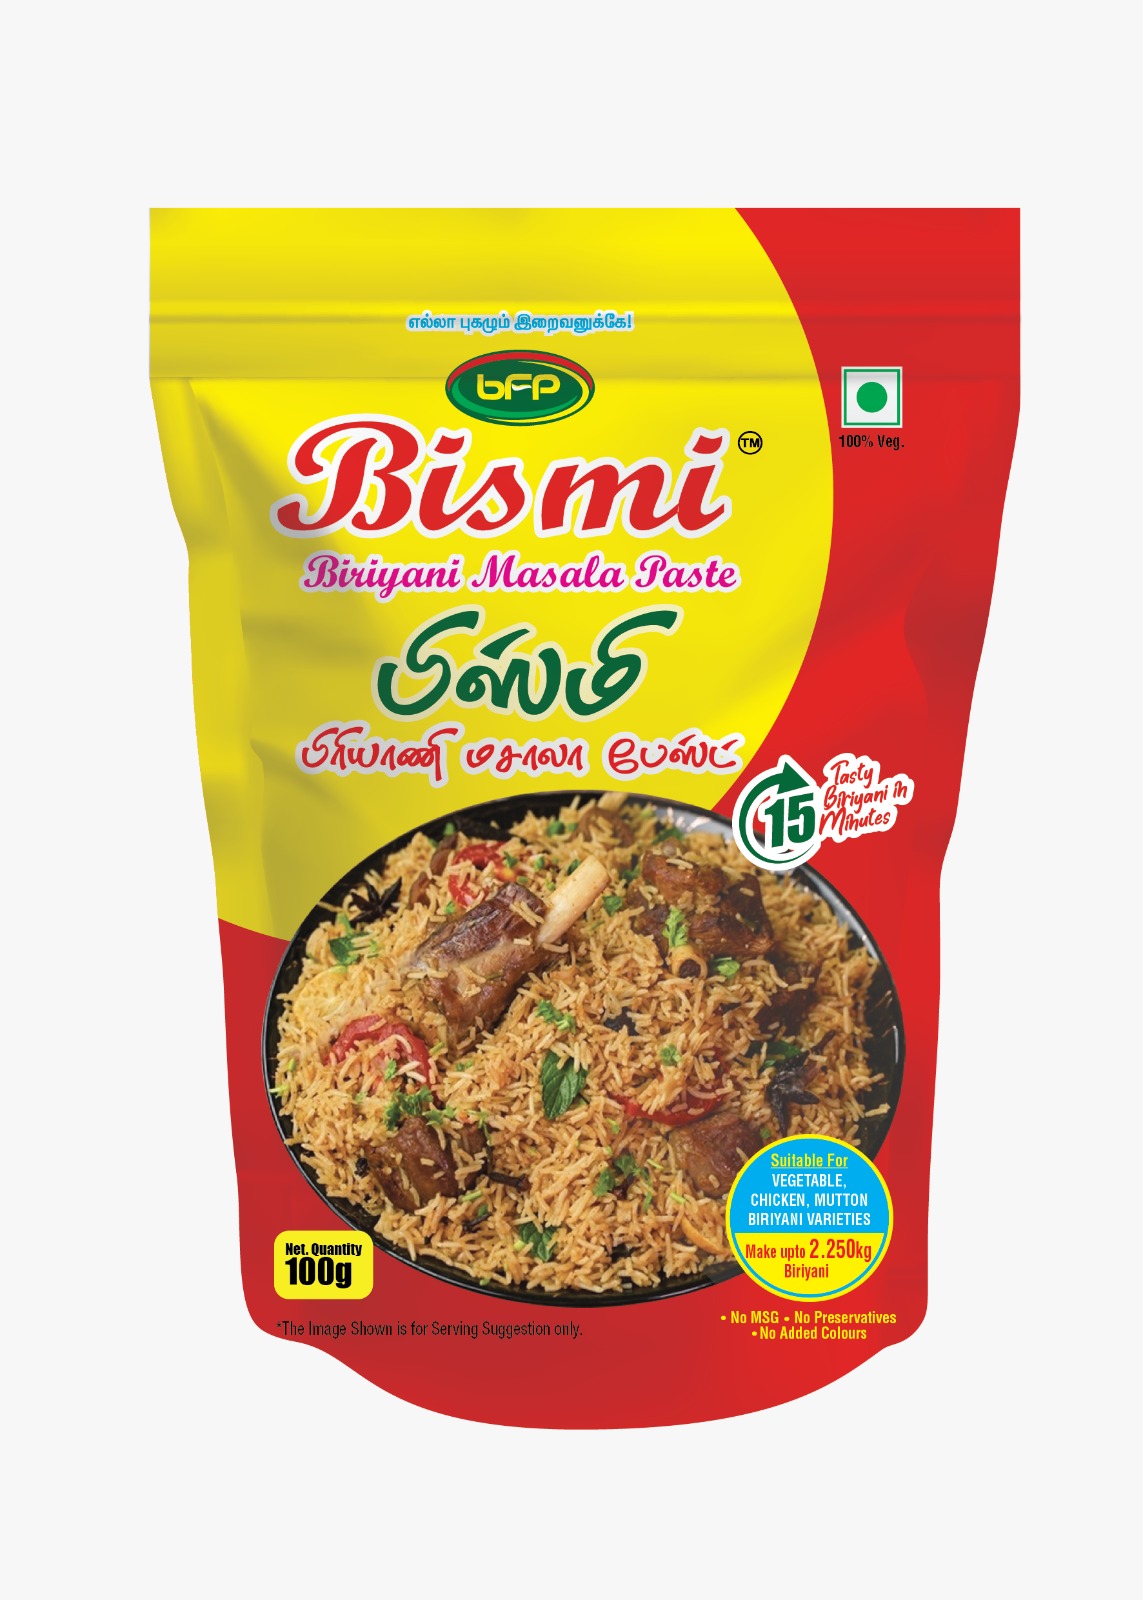 எல்லா புகழும் இறைவனுக்கே!
bFP
Bismi TM
100% Veg.
Biriyani Masala Paste
பிஸ்மி
பிரியாணி மசாலா பேஸ்ட்
15 Tasty
Biriyani in
Minutes
Suitable For
VEGETABLE,
CHICKEN, MUTTON
BIRIYANI VARIETIES
Make upto 2.250kg
Biriyani
Net. Quantity
100g
*The Image Shown is for Serving Suggestion only.
• No MSG • No Preservatives
• No Added Colours